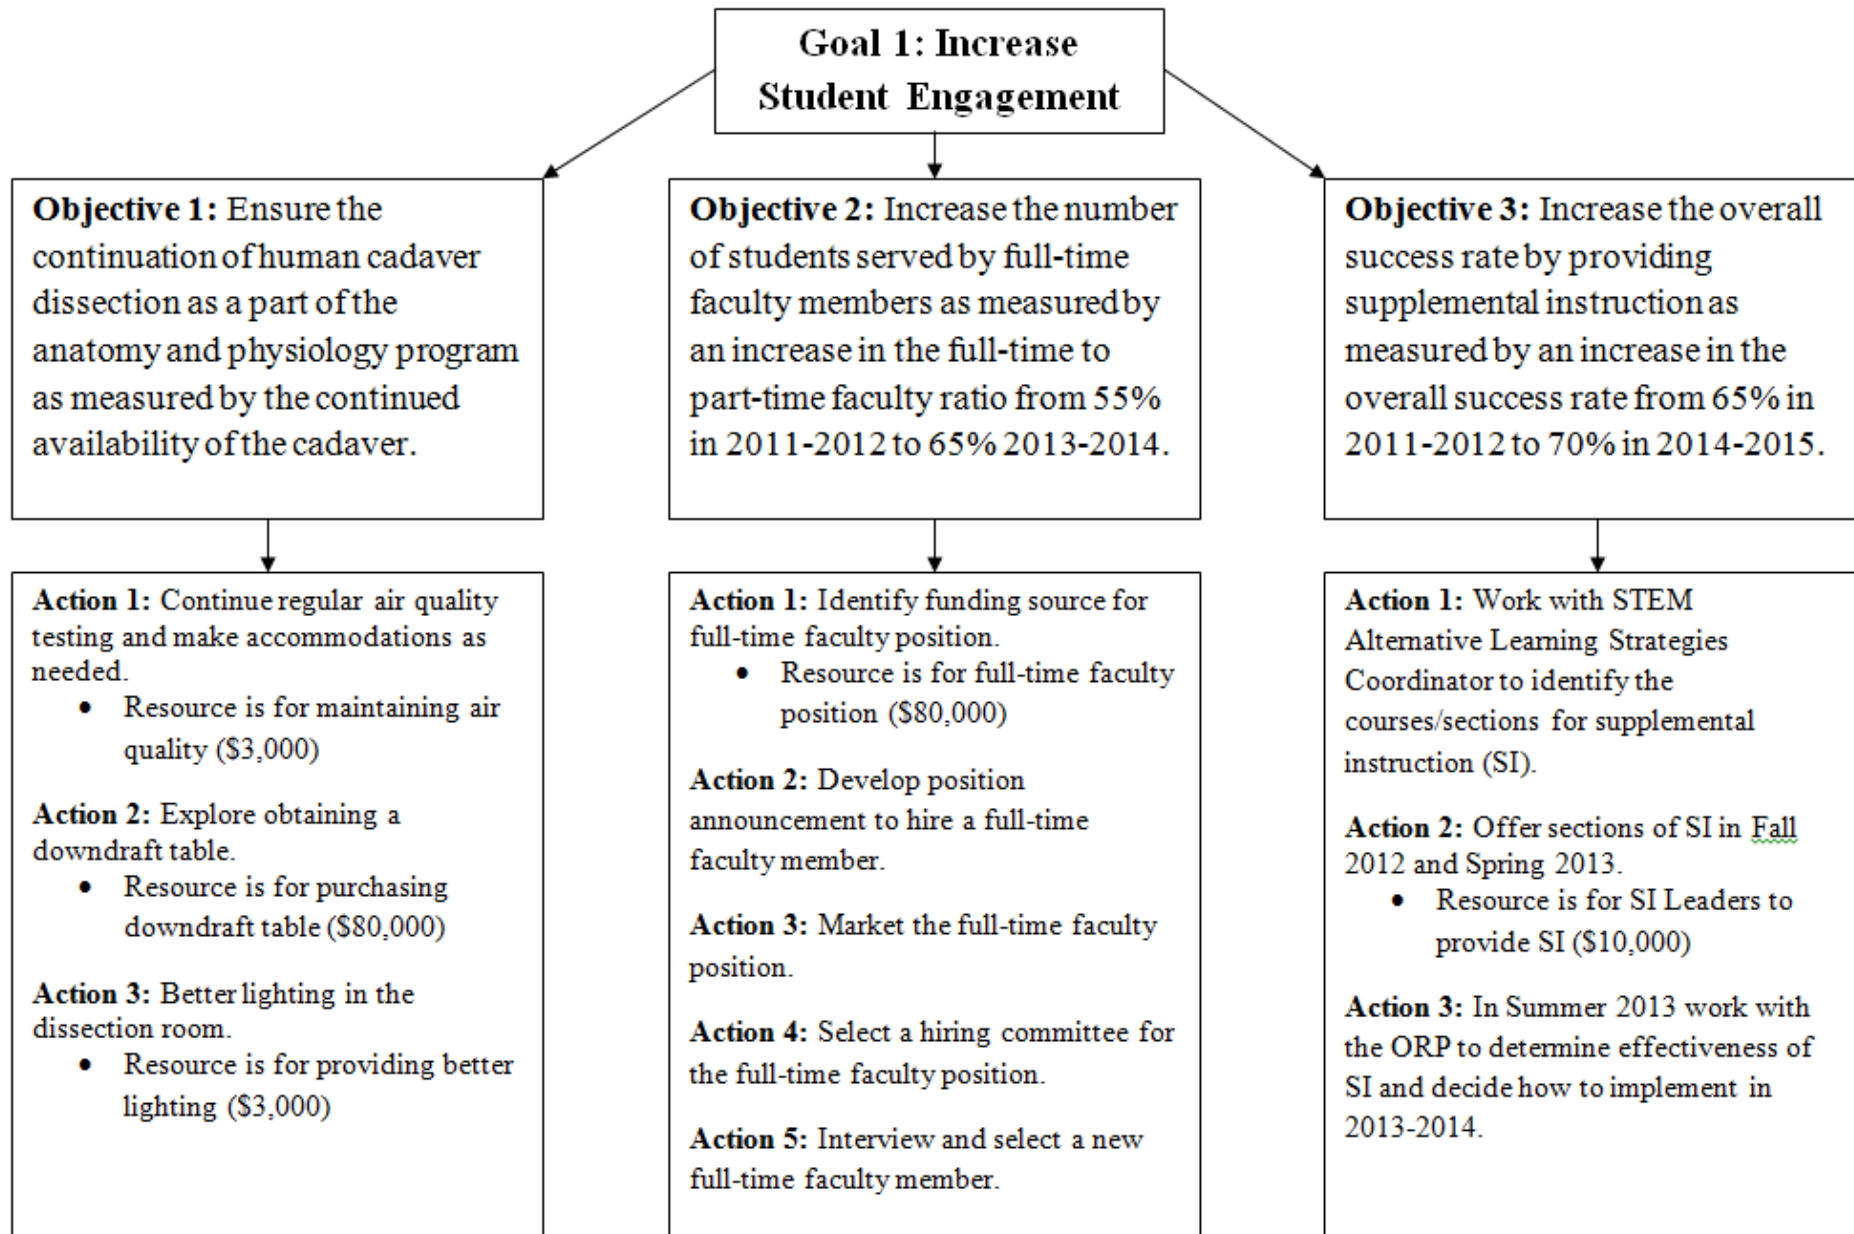 Goal 1: Increase
Student Engagement
Objective 1: Ensure the
continuation of human cadaver
dissection as a part of the
anatomy and physiology program
as measured by the continued
availability of the cadaver.
Objective 2: Increase the number
of students served by full-time
faculty members as measured by
an increase in the full-time to
part-time faculty ratio from 55%
in 2011-2012 to 65% 2013-2014.
Objective 3: Increase the overall
success rate by providing
supplemental instruction as
measured by an increase in the
overall success rate from 65% in
2011-2012 to 70% in 2014-2015.
Action 1: Continue regular air quality
testing and make accommodations as
needed.
• Resource is for maintaining air
quality ($3,000)
Action 2: Explore obtaining a
downdraft table.
• Resource is for purchasing
downdraft table ($80,000)
Action 3: Better lighting in the
dissection room.
• Resource is for providing better
lighting ($3,000)
Action 1: Identify funding source for
full-time faculty position.
• Resource is for full-time faculty
position ($80,000)
Action 2: Develop position
announcement to hire a full-time
faculty member.
Action 3: Market the full-time faculty
position.
Action 4: Select a hiring committee for
the full-time faculty position.
Action 5: Interview and select a new
full-time faculty member.
Action 1: Work with STEM
Alternative Learning Strategies
Coordinator to identify the
courses/sections for supplemental
instruction (SI).
Action 2: Offer sections of SI in Fall
2012 and Spring 2013.
• Resource is for SI Leaders to
provide SI ($10,000)
Action 3: In Summer 2013 work with
the ORP to determine effectiveness of
SI and decide how to implement in
2013-2014.